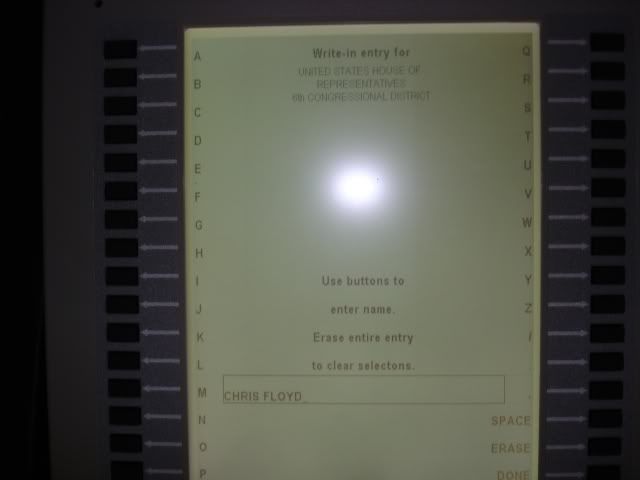 Write-in entry for
UNITED STATES HOUSE OF
REPRESENTATIVES
6th CONGRESSIONAL DISTRICT
A
B
C
D
E
F
G
H
I
J
K
L
M
N
O
P
Use buttons to
enter name.
Erase entire entry
to clear selectons.
CHRIS FLOYD_
Q
R
S
T
U
V
W
X
Y
Z
/
.
SPACE
ERASE
DONE